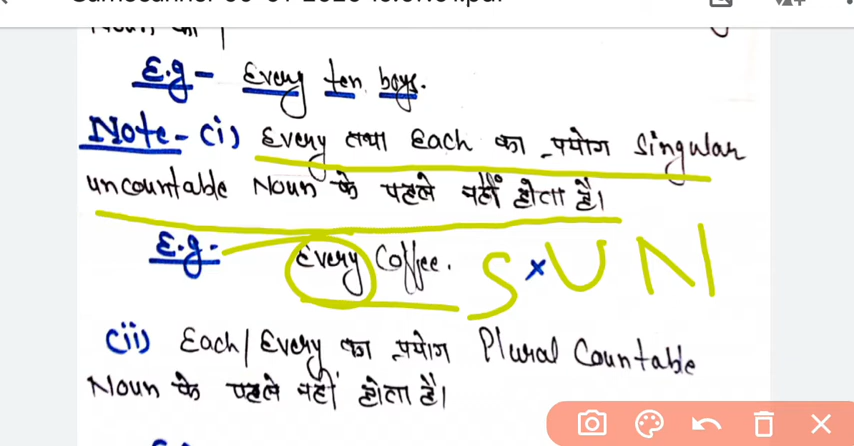 E.g - Every ten boys.
Note - (i) Every तथा Each का प्रयोग Singular
uncountable Noun के पहले नहीं होता है।
E.g - Every Coffee. × S U N
(ii) Each/Every का प्रयोग Plural Countable
Noun के पहले नहीं होता है।